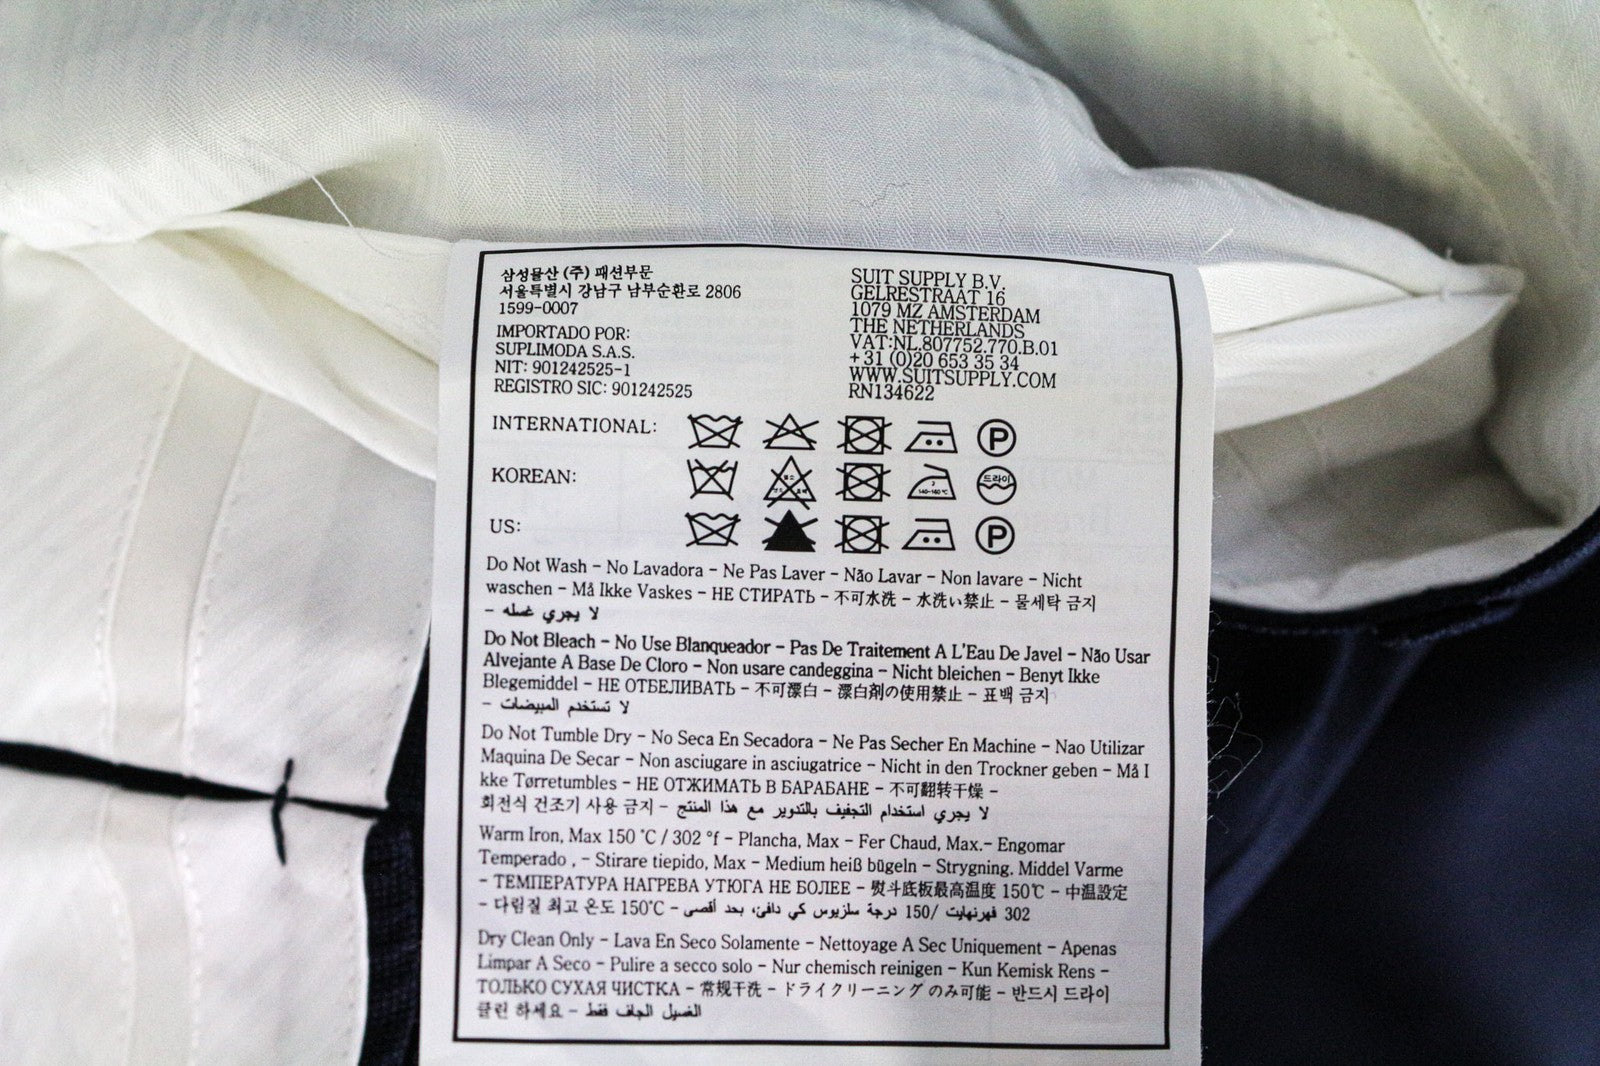 삼성물산 (주) 패션부문
서울특별시 강남구 남부순환로 2806
1599-0007
IMPORTADO POR:
SUPLIMODA S.A.S.
NIT: 901242525-1
REGISTRO SIC: 901242525
SUIT SUPPLY B.V.
GELRESTRAAT 16
1079 MZ AMSTERDAM
THE NETHERLANDS
VAT:NL.807752.770.B.01
+31 (0)20 653 35 34
WWW.SUITSUPPLY.COM
RN134622
INTERNATIONAL:
P
KOREAN:
드라이
140-160 ℃
US:
P
Do Not Wash - No Lavadora - Ne Pas Laver - Não Lavar - Non lavare - Nicht
waschen - Må Ikke Vaskes - НЕ СТИРАТЬ - 不可水洗 - 水洗い禁止 - 물세탁 금지
- لا يجري غسله
Do Not Bleach - No Use Blanqueador - Pas De Traitement A L'Eau De Javel - Não Usar
Alvejante A Base De Cloro - Non usare candeggina - Nicht bleichen - Benyt Ikke
Blegemiddel - НЕ ОТБЕЛИВАТЬ - 不可漂白 - 漂白剤の使用禁止 - 표백 금지
- لا تستخدم المبيضات
Do Not Tumble Dry - No Seca En Secadora - Ne Pas Secher En Machine - Nao Utilizar
Maquina De Secar - Non asciugare in asciugatrice - Nicht in den Trockner geben - Må I
kke Tørretumbles - НЕ ОТЖИМАТЬ В БАРАБАНЕ - 不可翻转干燥 -
회전식 건조기 사용 금지 - لا يجري استخدام التجفيف بالتدوير مع هذا المنتج
Warm Iron, Max 150 °C / 302 °f - Plancha, Max - Fer Chaud, Max.- Engomar
Temperado , - Stirare tiepido, Max - Medium heiß bügeln - Strygning, Middel Varme
- ТЕМПЕРАТУРА НАГРЕВА УТЮГА НЕ БОЛЕЕ - 熨斗底板最高温度 150℃ - 中温設定
- 다림질 최고 온도 150℃ - 302 فهرنهايت /150 درجة سلزيوس كي دافئ، بحد أقصى
Dry Clean Only - Lava En Seco Solamente - Nettoyage A Sec Uniquement - Apenas
Limpar A Seco - Pulire a secco solo - Nur chemisch reinigen - Kun Kemisk Rens -
ТОЛЬКО СУХАЯ ЧИСТКА - 常规干洗 - ドライクリーニング のみ可能 - 반드시 드라이
클린 하세요 - الغسيل الجاف فقط